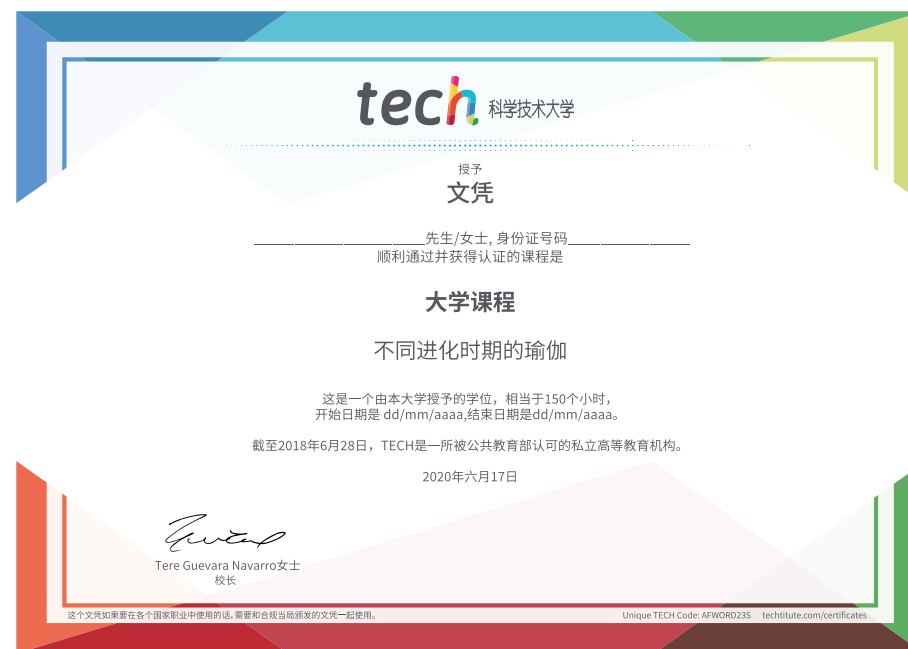 tech 科学技术大学
授予
文凭
________________________先生/女士, 身份证号码_________________
顺利通过并获得认证的课程是
大学课程
不同进化时期的瑜伽
这是一个由本大学授予的学位，相当于150个小时，
开始日期是 dd/mm/aaaa,结束日期是dd/mm/aaaa。
截至2018年6月28日，TECH是一所被公共教育部认可的私立高等教育机构。
2020年六月17日
Tere Guevara Navarro女士
校长
这个文凭如果要在各个国家职业中使用的话,需要和合规当局颁发的文凭一起使用。
Unique TECH Code: AFWORD23S techtitute.com/certificates